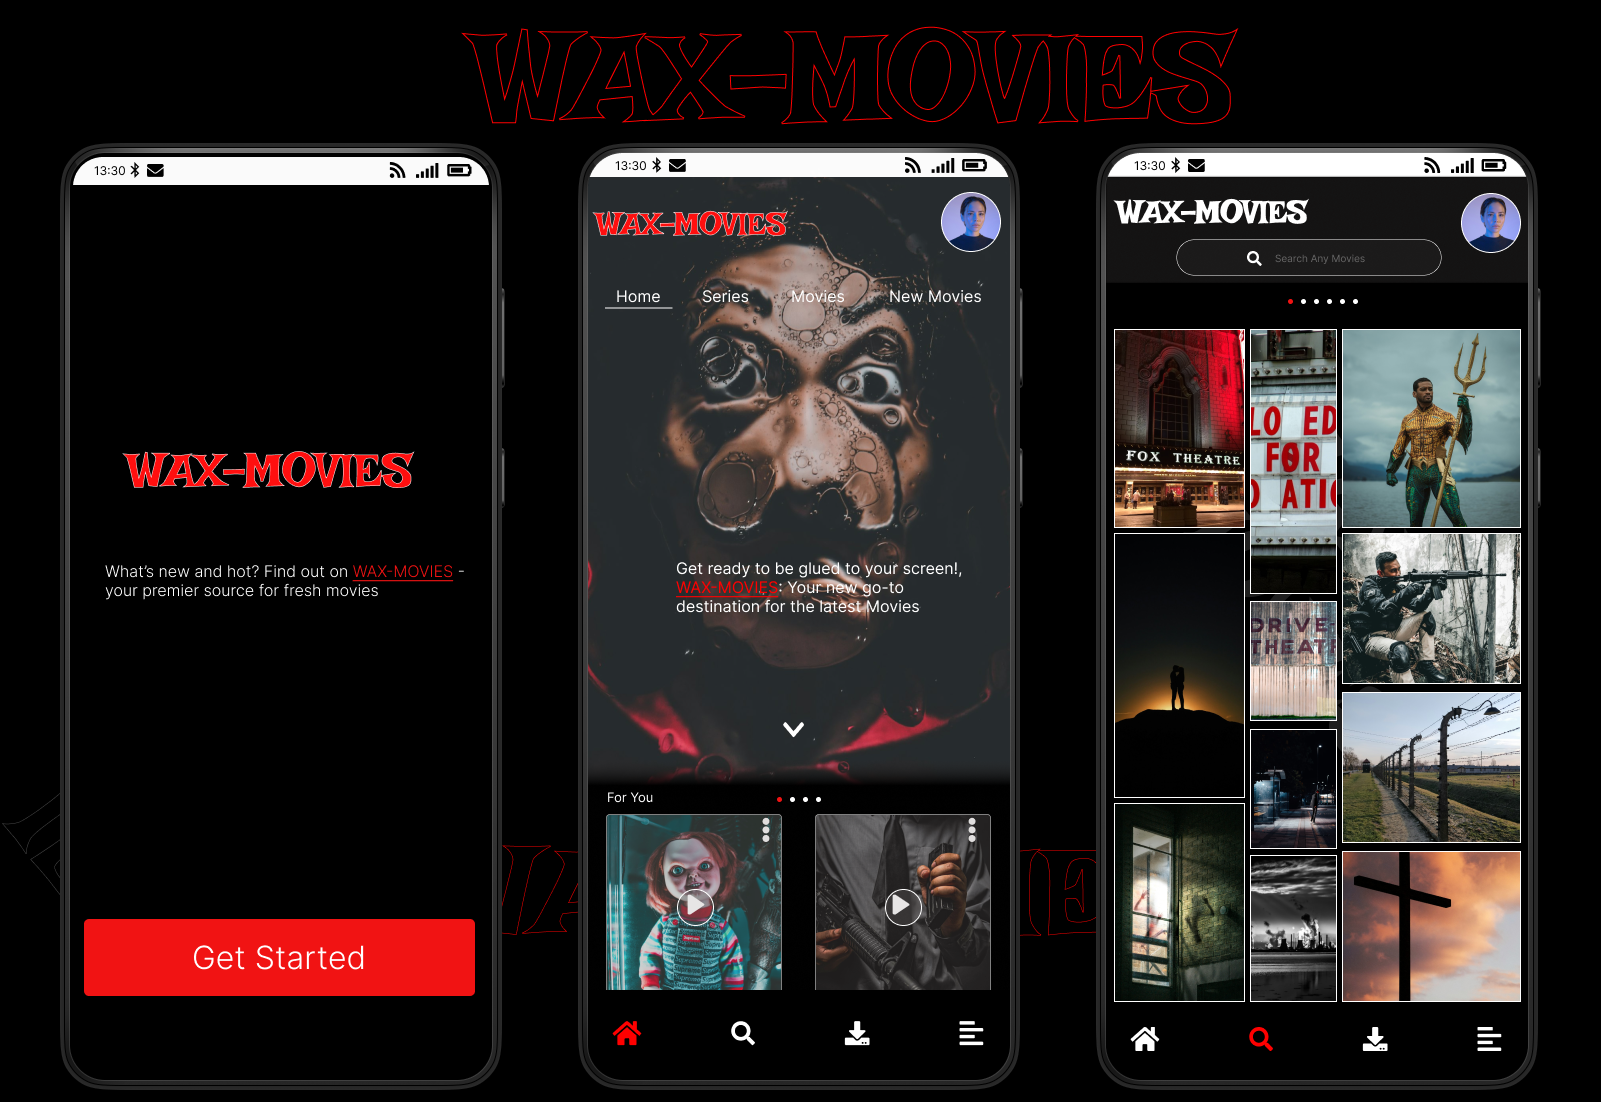 WAX-MOVIES
13:30
WAX-MOVIES
What's new and hot? Find out on WAX-MOVIES -
your premier source for fresh movies
Get Started
13:30
WAX-MOVIES
Home Series Movies New Movies
Get ready to be glued to your screen!,
WAX-MOVIES: Your new go-to
destination for the latest Movies
For You
13:30
WAX-MOVIES
Search Any Movies
FOX THEATRE
LO ED
FOR
ATIO
DRIVE-
THEAT